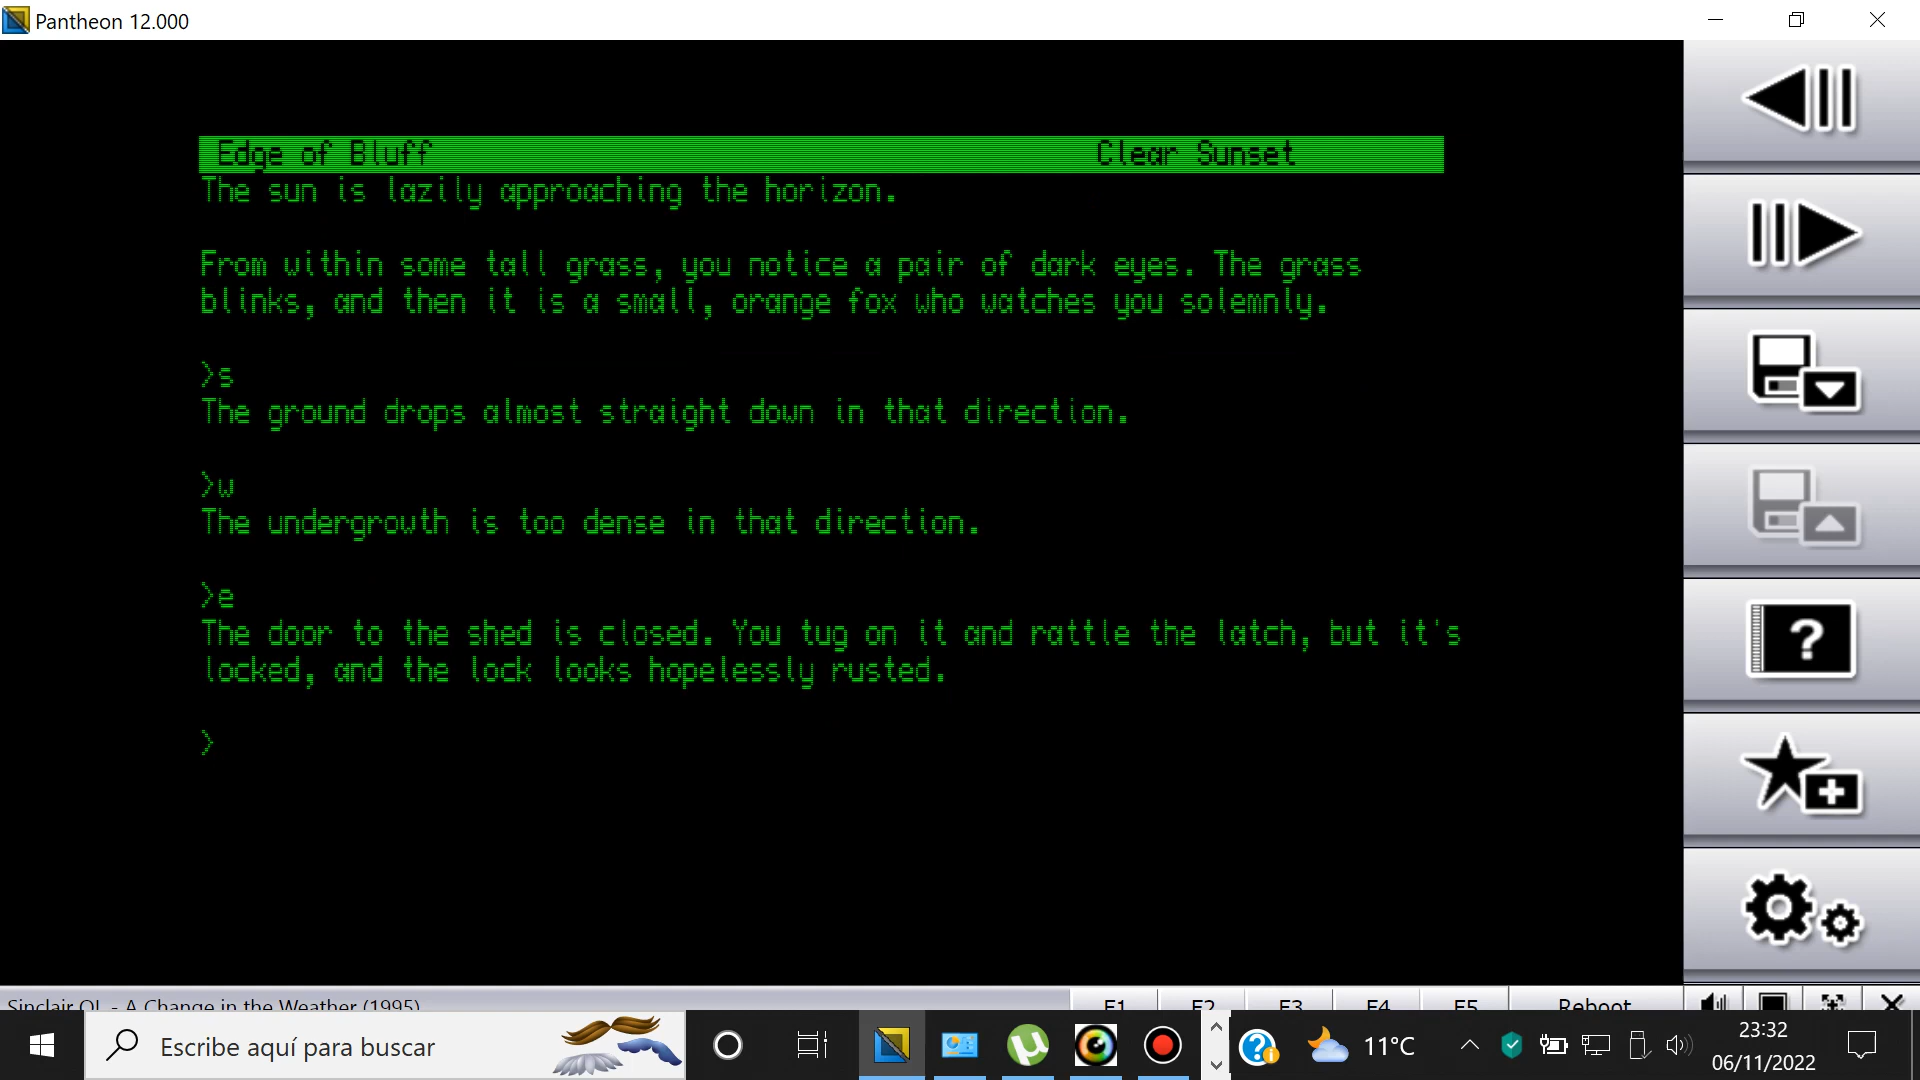 Pantheon 12.000
Edge of Bluff Clear Sunset
The sun is lazily approaching the horizon.
From within some tall grass, you notice a pair of dark eyes. The grass
blinks, and then it is a small, orange fox who watches you solemnly.
>s
The ground drops almost straight down in that direction.
>w
The undergrowth is too dense in that direction.
>e
The door to the shed is closed. You tug on it and rattle the latch, but it's
locked, and the lock looks hopelessly rusted.
>
?
Sinclair QL - A Change in the Weather (1995) F1 F2 F3 F4 F5 Reboot
Escribe aquí para buscar
11°C
23:32
06/11/2022